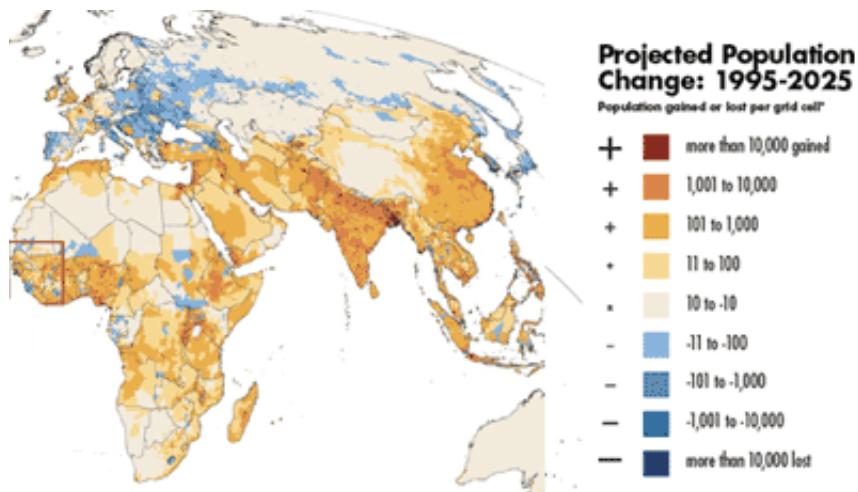 Projected Population
Change: 1995-2025
Population gained or lost per grid cell*
+ more than 10,000 gained
+ 1,001 to 10,000
+ 101 to 1,000
+ 11 to 100
10 to -10
- -11 to -100
- -101 to -1,000
- -1,001 to -10,000
- more than 10,000 lost